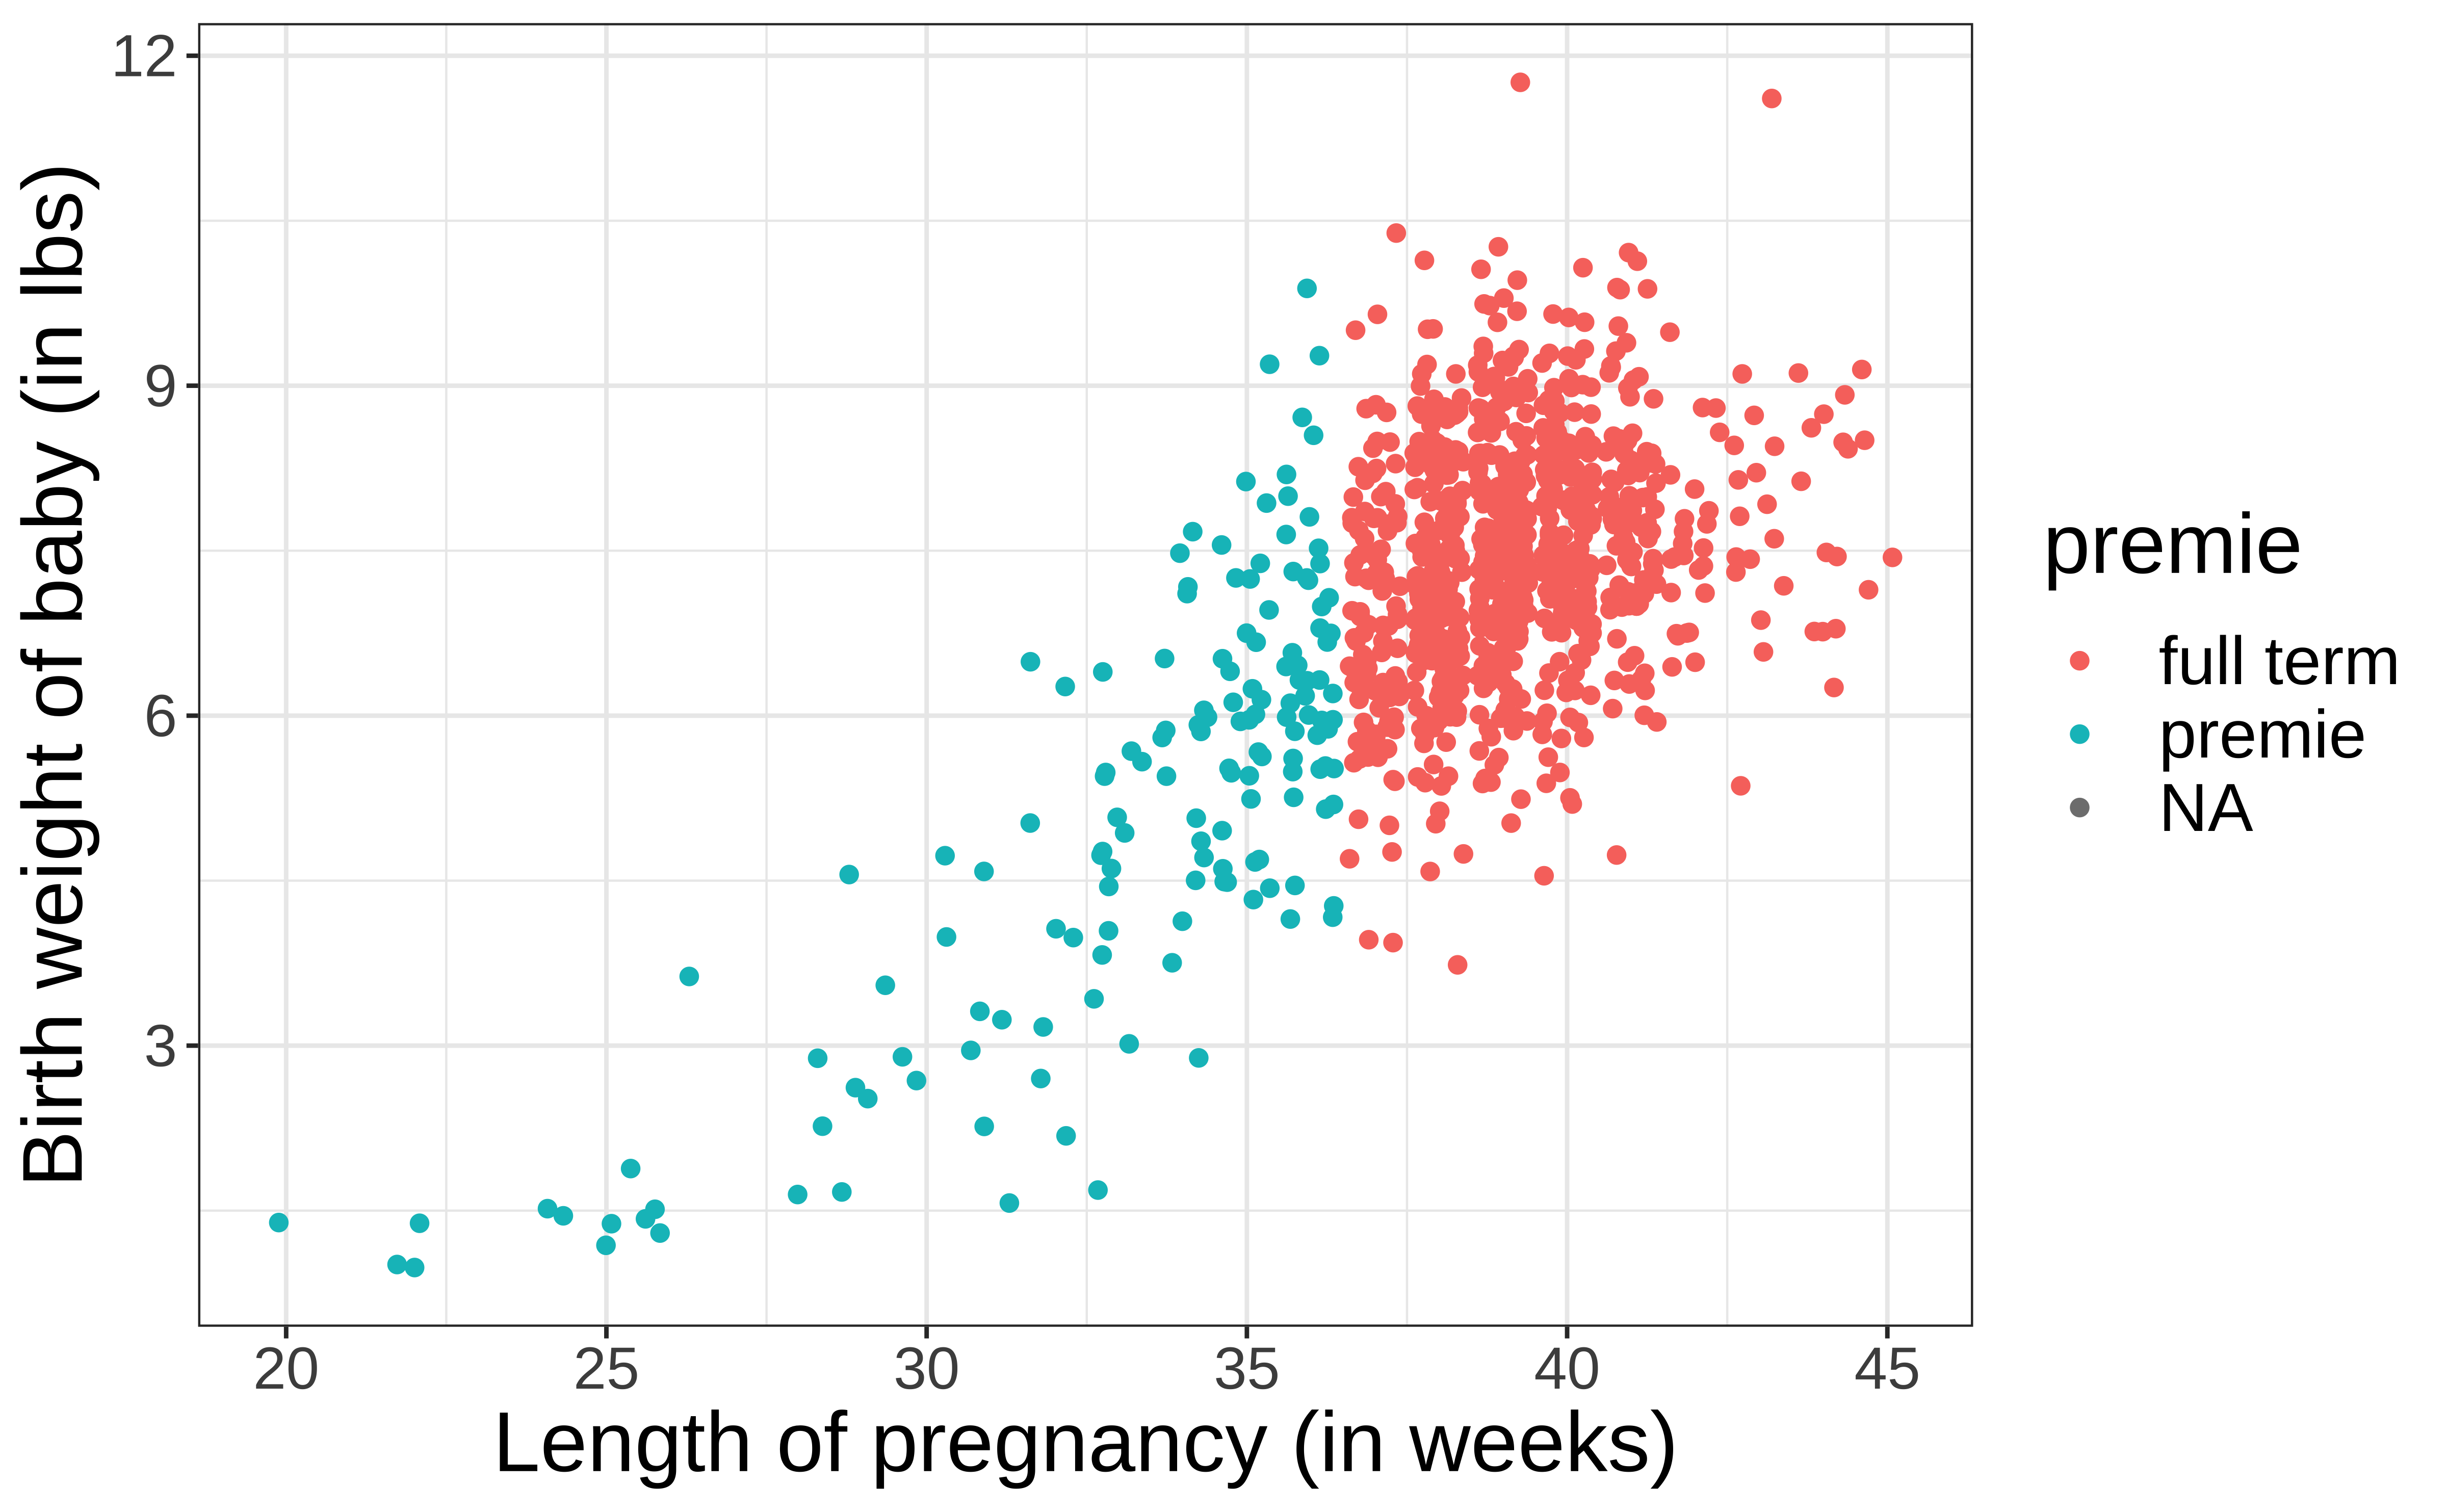 12
9
6
3
Birth weight of baby (in lbs)
20 25 30 35 40 45
Length of pregnancy (in weeks)
premie
full term
premie
NA